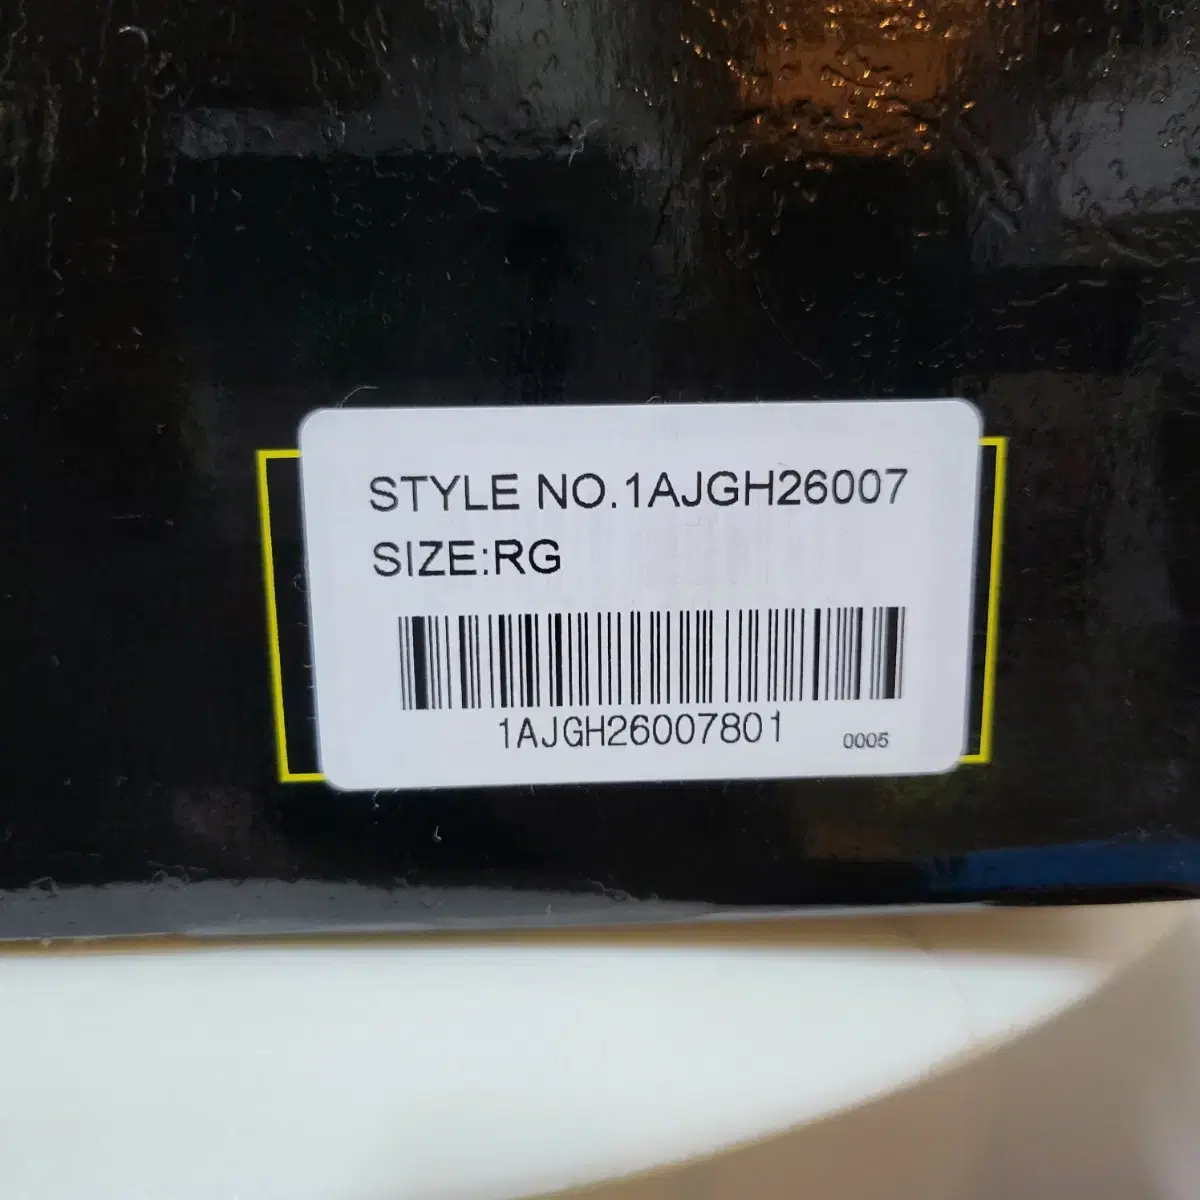 STYLE NO.1AJGH26007
SIZE:RG
1AJGH26007801
0005